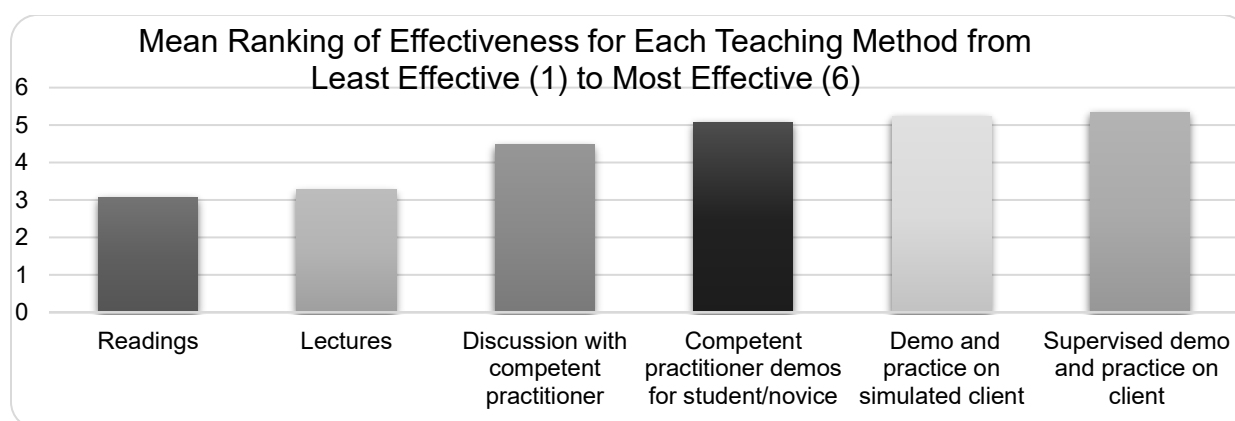 Mean Ranking of Effectiveness for Each Teaching Method from
Least Effective (1) to Most Effective (6)
6
5
4
3
2
1
0
Readings
Lectures
Discussion with
competent
practitioner
Competent
practitioner demos
for student/novice
Demo and
practice on
simulated client
Supervised demo
and practice on
client